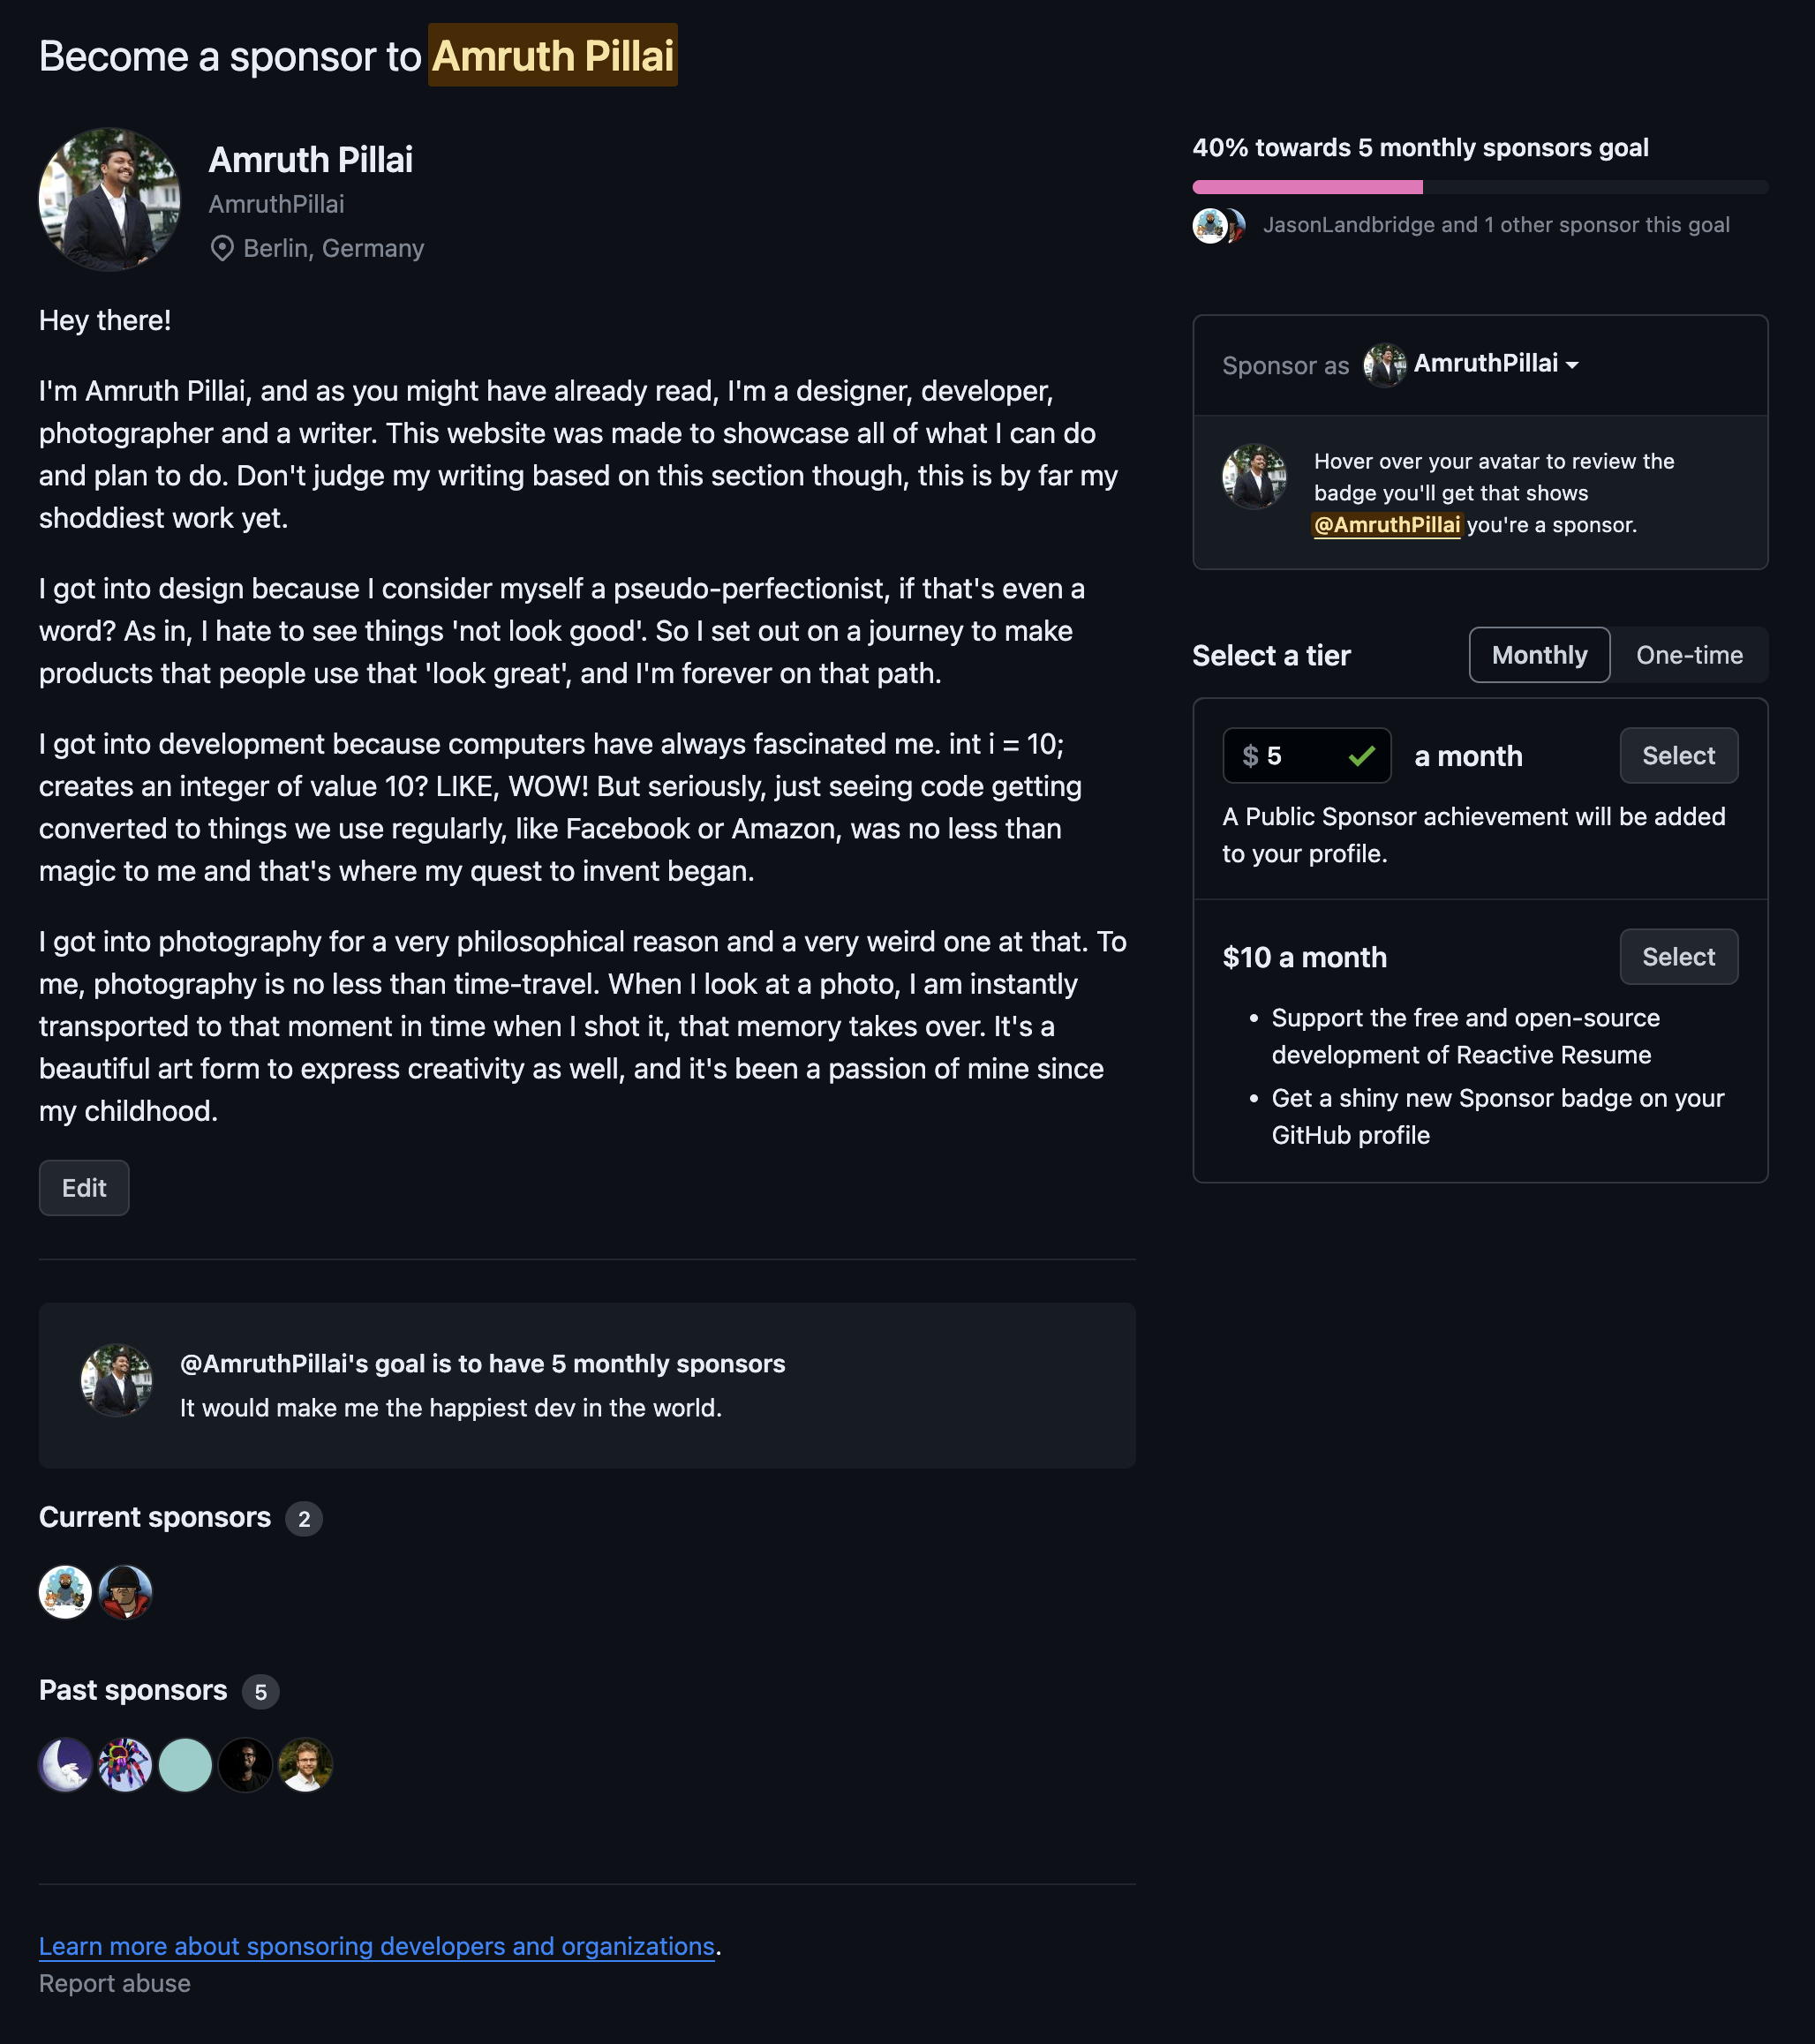 Become a sponsor to Amruth Pillai
Amruth Pillai
AmruthPillai
Berlin, Germany
Hey there!
I'm Amruth Pillai, and as you might have already read, I'm a designer, developer,
photographer and a writer. This website was made to showcase all of what I can do
and plan to do. Don't judge my writing based on this section though, this is by far my
shoddiest work yet.
I got into design because I consider myself a pseudo-perfectionist, if that's even a
word? As in, I hate to see things 'not look good'. So I set out on a journey to make
products that people use that 'look great', and I'm forever on that path.
I got into development because computers have always fascinated me. int i = 10;
creates an integer of value 10? LIKE, WOW! But seriously, just seeing code getting
converted to things we use regularly, like Facebook or Amazon, was no less than
magic to me and that's where my quest to invent began.
I got into photography for a very philosophical reason and a very weird one at that. To
me, photography is no less than time-travel. When I look at a photo, I am instantly
transported to that moment in time when I shot it, that memory takes over. It's a
beautiful art form to express creativity as well, and it's been a passion of mine since
my childhood.
Edit
@AmruthPillai's goal is to have 5 monthly sponsors
It would make me the happiest dev in the world.
Current sponsors 2
Past sponsors 5
Learn more about sponsoring developers and organizations.
Report abuse
40% towards 5 monthly sponsors goal
JasonLandbridge and 1 other sponsor this goal
Sponsor as AmruthPillai
Hover over your avatar to review the
badge you'll get that shows
@AmruthPillai you're a sponsor.
Select a tier Monthly One-time
$ 5 a month Select
A Public Sponsor achievement will be added
to your profile.
$10 a month Select
• Support the free and open-source
development of Reactive Resume
• Get a shiny new Sponsor badge on your
GitHub profile